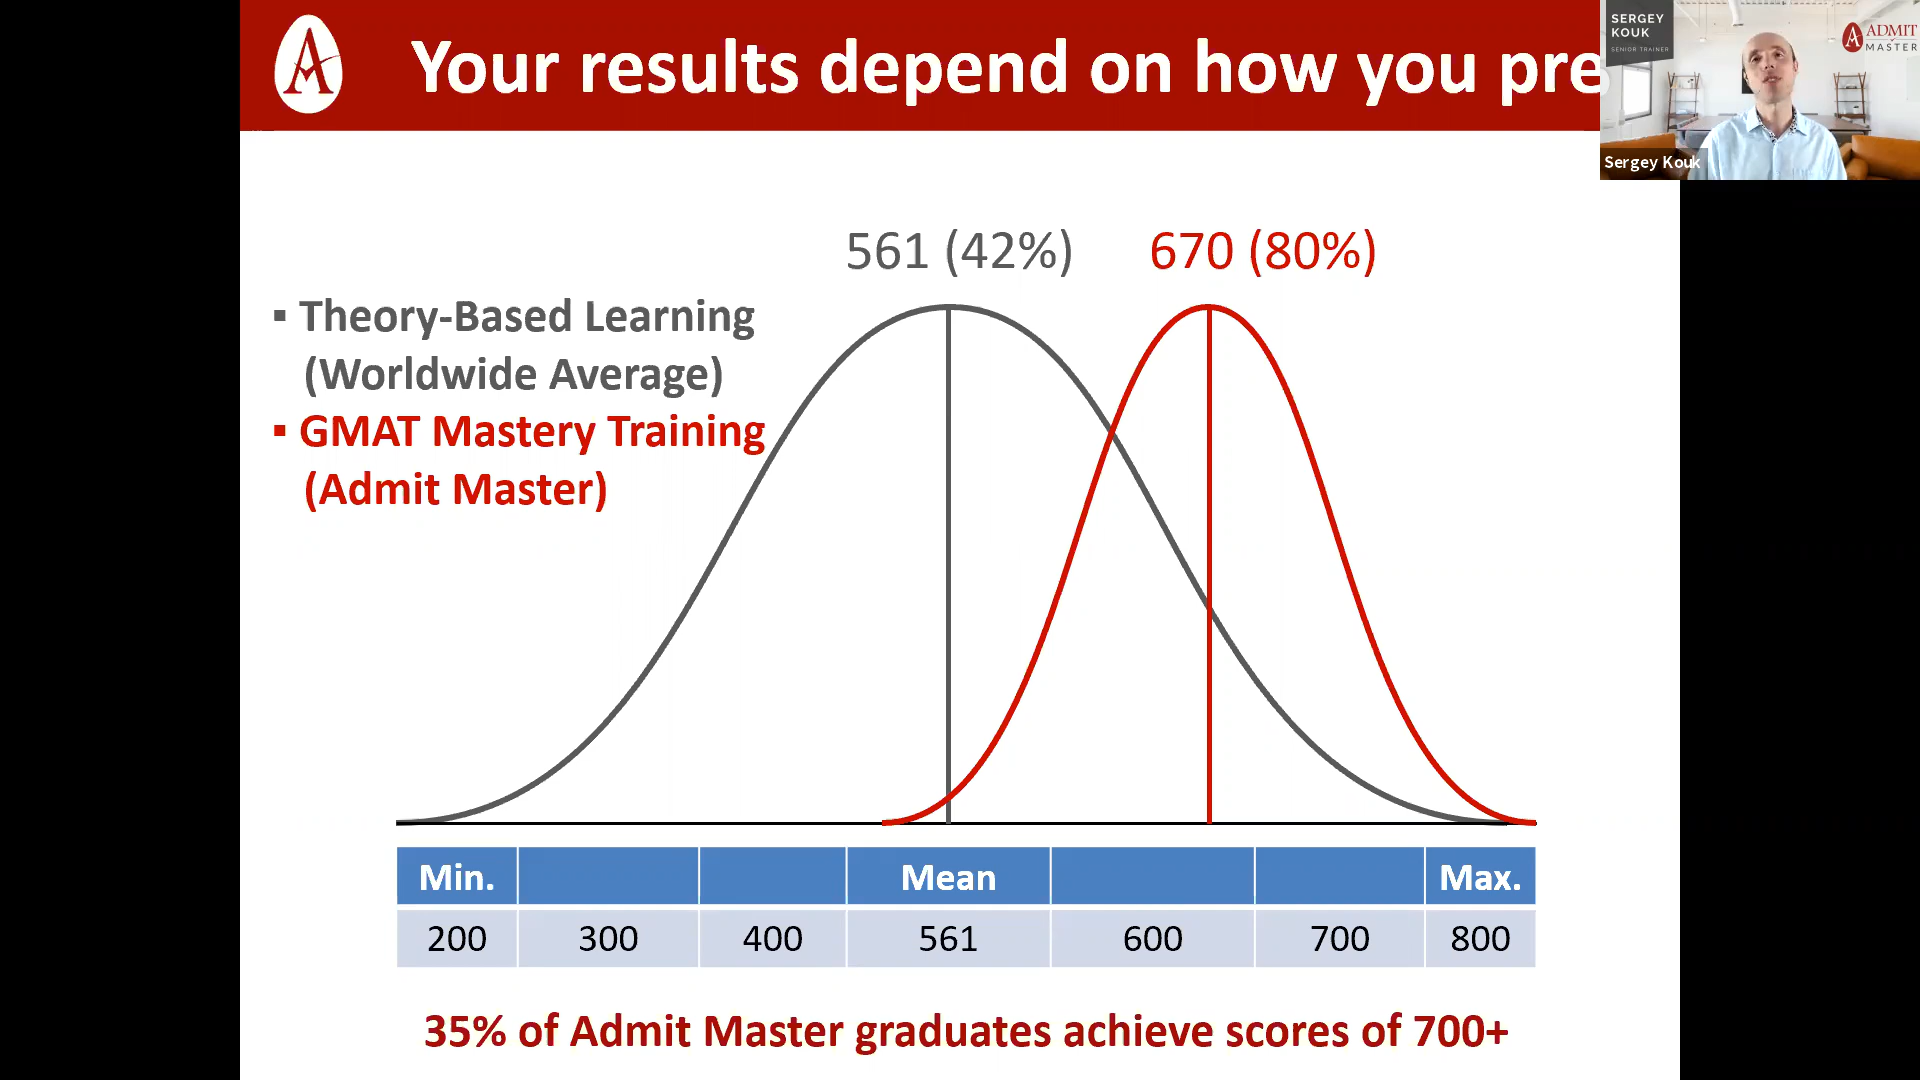 Your results depend on how you pre
SERGEY
KOUK
SENIOR TRAINER
ADMIT
MASTER
Sergey Kouk
561 (42%)
670 (80%)
▪ Theory-Based Learning
(Worldwide Average)
▪ GMAT Mastery Training
(Admit Master)
Min. Mean Max.
200 300 400 561 600 700 800
35% of Admit Master graduates achieve scores of 700+